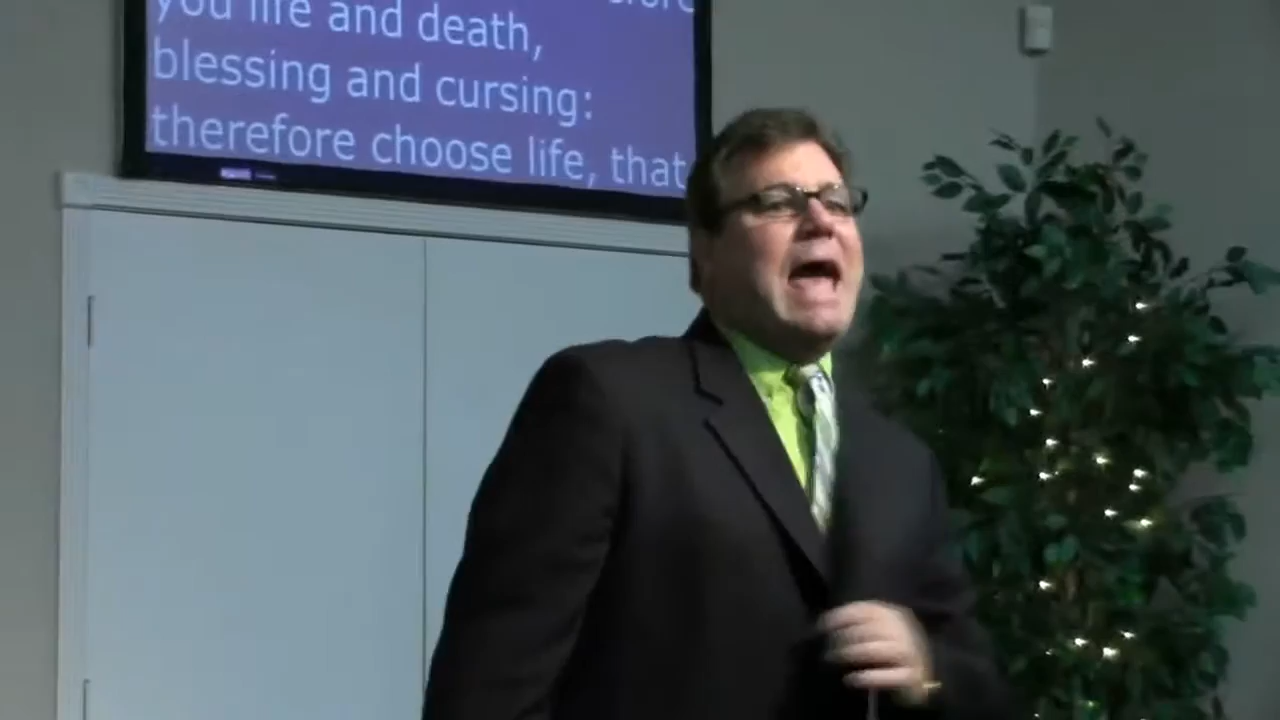 you life and death,
blessing and cursing:
therefore choose life, that